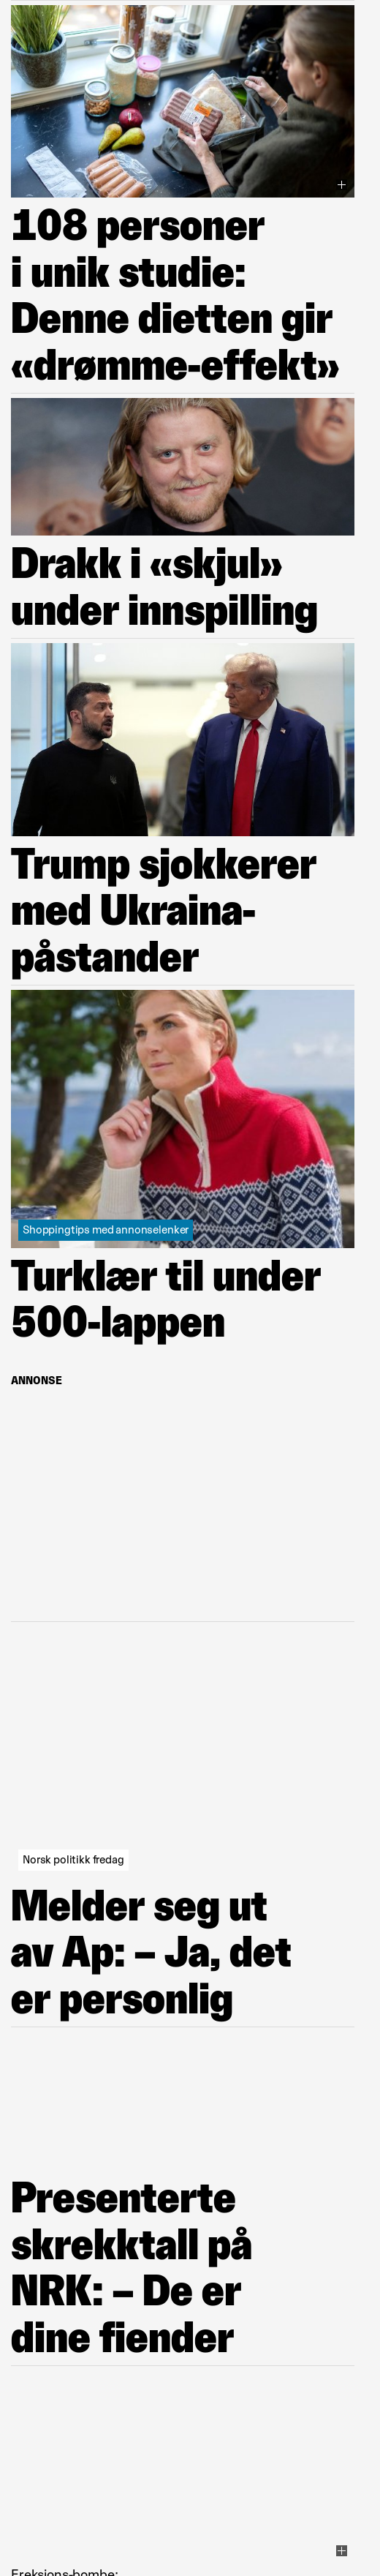 108 personer
i unik studie:
Denne dietten gir
«drømme-effekt»
Drakk i «skjul»
under innspilling
Trump sjokkerer
med Ukraina-
påstander
Shoppingtips med annonselenker
Turklær til under
500-lappen
ANNONSE
Norsk politikk fredag
Melder seg ut
av Ap: – Ja, det
er personlig
Presenterte
skrekktall på
NRK: – De er
dine fiender
Ereksjons-bombe: